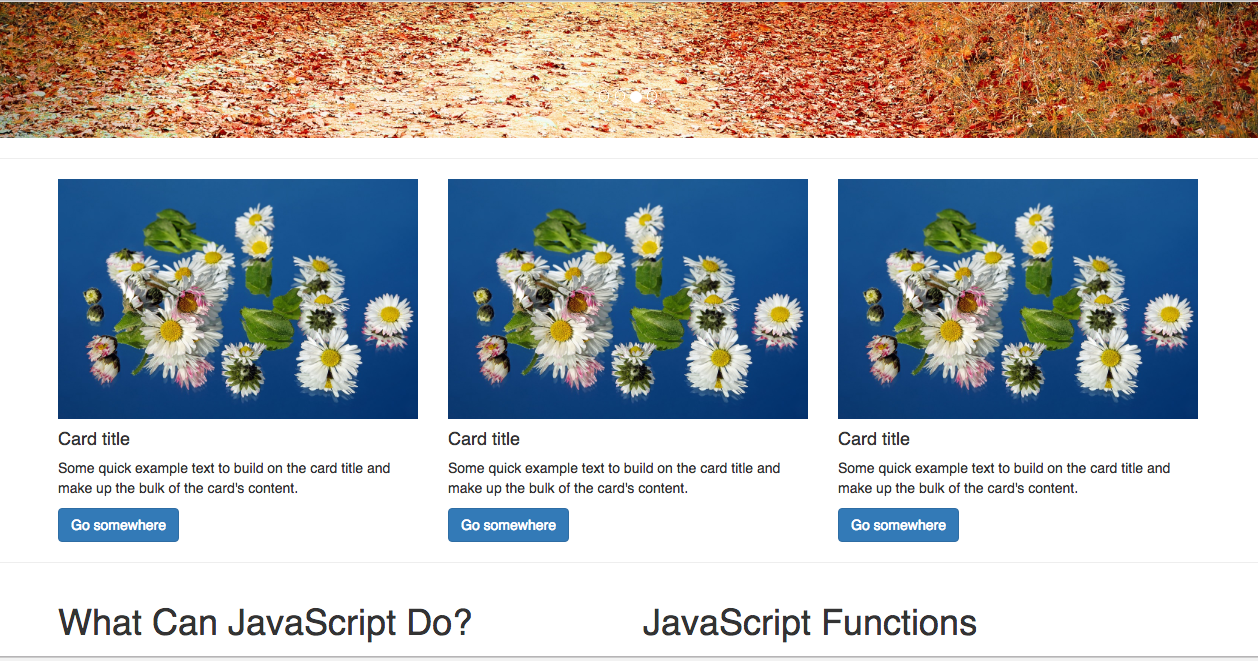 Card title
Some quick example text to build on the card title and
make up the bulk of the card's content.
Go somewhere
Card title
Some quick example text to build on the card title and
make up the bulk of the card's content.
Go somewhere
Card title
Some quick example text to build on the card title and
make up the bulk of the card's content.
Go somewhere
What Can JavaScript Do?
JavaScript Functions